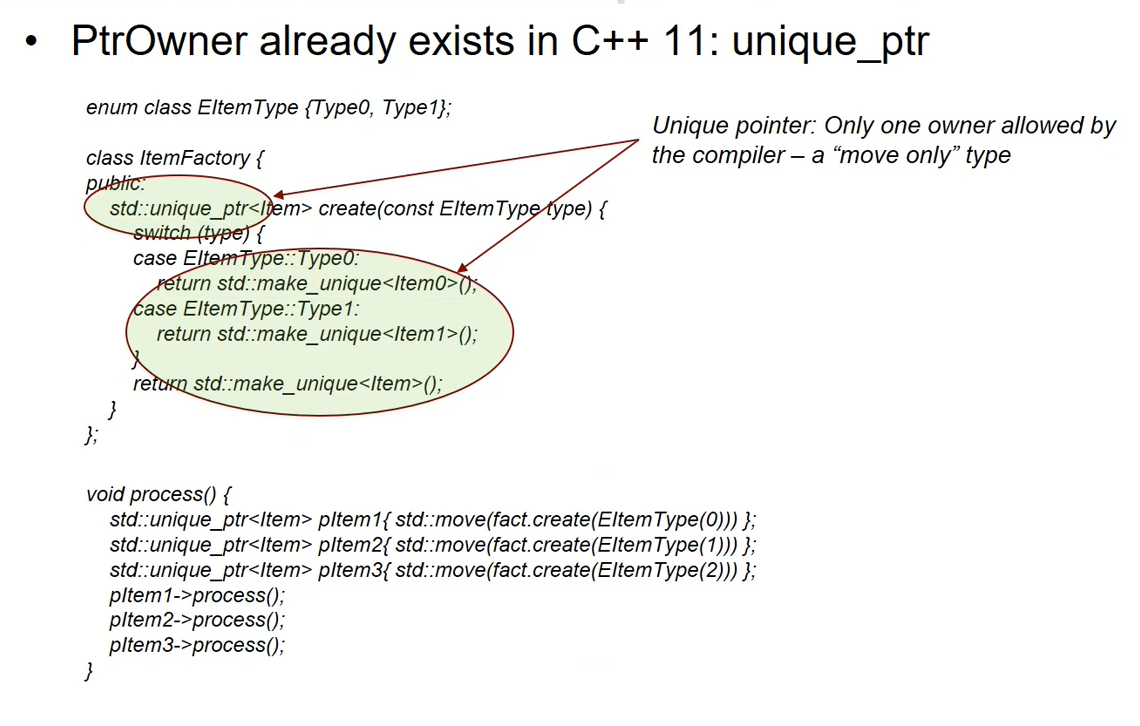 • PtrOwner already exists in C++ 11: unique_ptr
enum class EItemType {Type0, Type1};
Unique pointer: Only one owner allowed by
the compiler – a “move only” type
class ItemFactory {
public:
std::unique_ptr<Item> create(const EItemType type) {
switch (type) {
case EItemType::Type0:
return std::make_unique<Item0>();
case EItemType::Type1:
return std::make_unique<Item1>();
}
return std::make_unique<Item>();
}
};
void process() {
std::unique_ptr<Item> pItem1{ std::move(fact.create(EItemType(0))) };
std::unique_ptr<Item> pItem2{ std::move(fact.create(EItemType(1))) };
std::unique_ptr<Item> pItem3{ std::move(fact.create(EItemType(2))) };
pItem1->process();
pItem2->process();
pItem3->process();
}